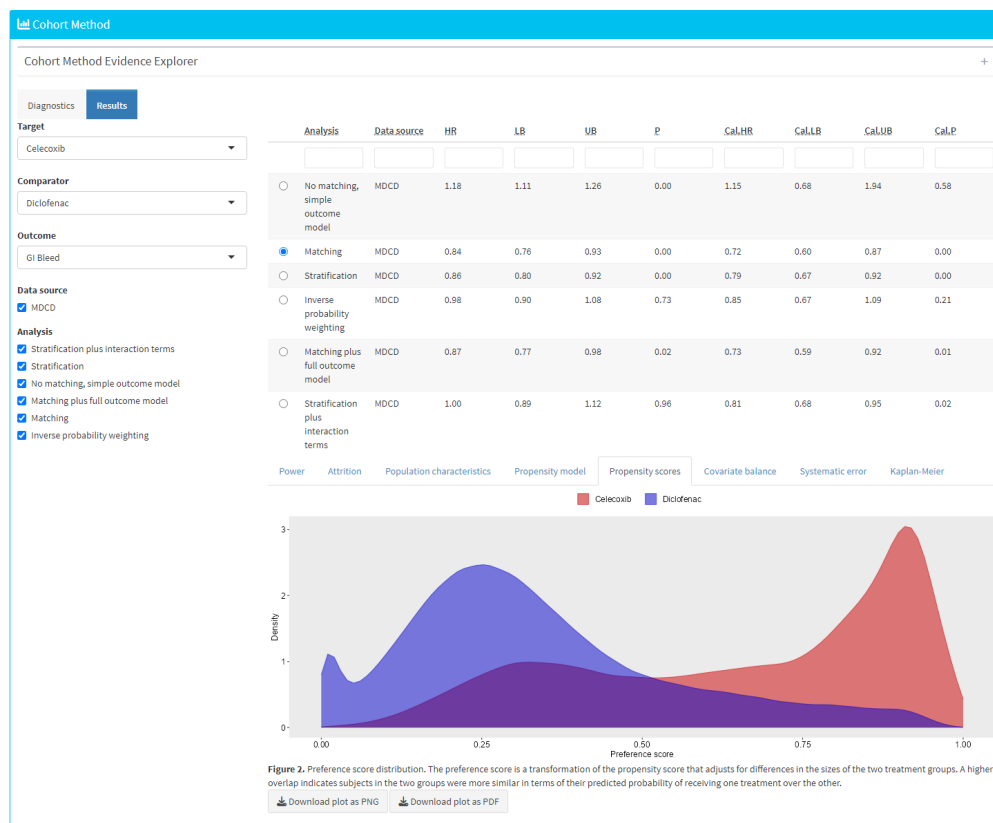 Cohort Method
Cohort Method Evidence Explorer
+
Diagnostics
Results
Target
Celecoxib
Comparator
Diclofenac
Outcome
GI Bleed
Data source
MDCD
Analysis
Stratification plus interaction terms
Stratification
No matching, simple outcome model
Matching plus full outcome model
Matching
Inverse probability weighting
Analysis Data source HR LB UB P Cal.HR Cal.LB Cal.UB Cal.P
No matching, MDCD 1.18 1.11 1.26 0.00 1.15 0.68 1.94 0.58
simple
outcome
model
Matching MDCD 0.84 0.76 0.93 0.00 0.72 0.60 0.87 0.00
Stratification MDCD 0.86 0.80 0.92 0.00 0.79 0.67 0.92 0.00
Inverse MDCD 0.98 0.90 1.08 0.73 0.85 0.67 1.09 0.21
probability
weighting
Matching plus MDCD 0.87 0.77 0.98 0.02 0.73 0.59 0.92 0.01
full outcome
model
Stratification MDCD 1.00 0.89 1.12 0.96 0.81 0.68 0.95 0.02
plus
interaction
terms
Power Attrition Population characteristics Propensity model Propensity scores Covariate balance Systematic error Kaplan-Meier
Celecoxib Diclofenac
3
2
Density
1
0
0.00 0.25 0.50 0.75 1.00
Preference score
Figure 2. Preference score distribution. The preference score is a transformation of the propensity score that adjusts for differences in the sizes of the two treatment groups. A higher
overlap indicates subjects in the two groups were more similar in terms of their predicted probability of receiving one treatment over the other.
Download plot as PNG Download plot as PDF